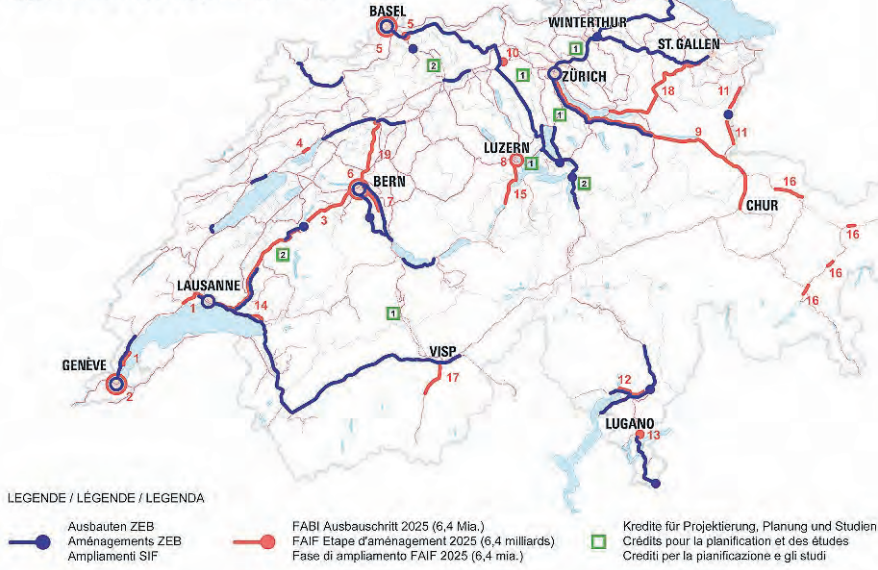 BASEL
5
5
WINTERTHUR
1
ST. GALLEN
10
2
1
ZÜRICH
18
11
1
11
9
4
19
LUZERN
8
1
6
BERN
2
7
15
16
CHUR
3
16
2
16
LAUSANNE
1
14
16
1
VISP
1
GENÈVE
2
17
12
LUGANO
13
LEGENDE / LÉGENDE / LEGENDA
Ausbauten ZEB
Aménagements ZEB
Ampliamenti SIF
FABI Ausbauschritt 2025 (6,4 Mia.)
FAIF Etape d'aménagement 2025 (6,4 milliards)
Fase di ampliamento FAIF 2025 (6,4 mia.)
Kredite für Projektierung, Planung und Studien
Crédits pour la planification et des études
Crediti per la pianificazione e gli studi